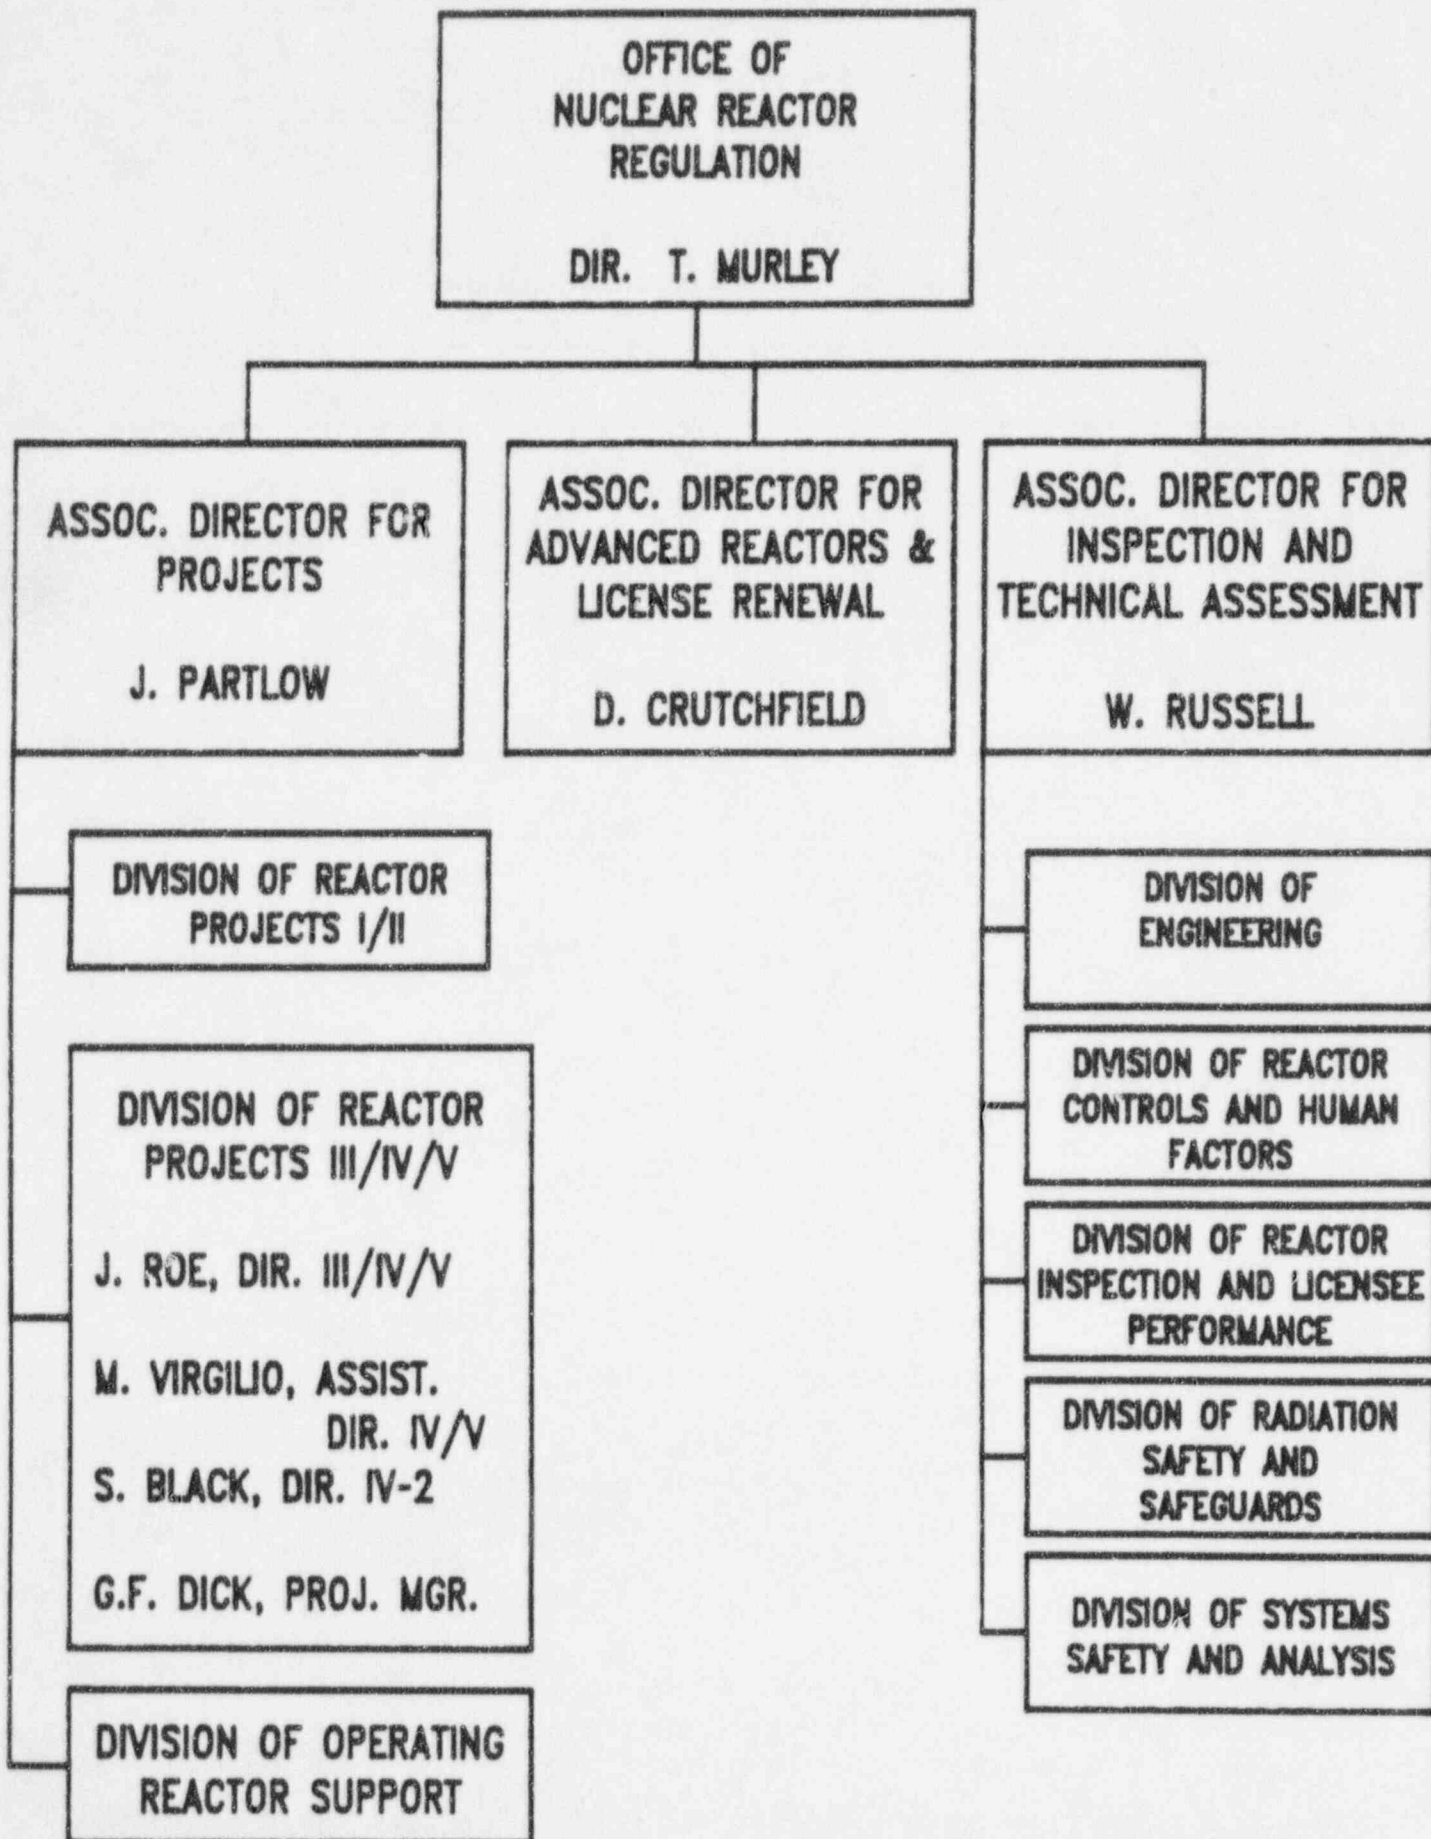 OFFICE OF
NUCLEAR REACTOR
REGULATION
DIR. T. MURLEY
ASSOC. DIRECTOR FOR
PROJECTS
J. PARTLOW
ASSOC. DIRECTOR FOR
ADVANCED REACTORS &
LICENSE RENEWAL
D. CRUTCHFIELD
ASSOC. DIRECTOR FOR
INSPECTION AND
TECHNICAL ASSESSMENT
W. RUSSELL
DIVISION OF REACTOR
PROJECTS I/II
DIVISION OF REACTOR
PROJECTS III/IV/V
J. ROE, DIR. III/IV/V
M. VIRGILIO, ASSIST.
DIR. IV/V
S. BLACK, DIR. IV-2
G.F. DICK, PROJ. MGR.
DIVISION OF OPERATING
REACTOR SUPPORT
DIVISION OF
ENGINEERING
DIVISION OF REACTOR
CONTROLS AND HUMAN
FACTORS
DIVISION OF REACTOR
INSPECTION AND LICENSEE
PERFORMANCE
DIVISION OF RADIATION
SAFETY AND
SAFEGUARDS
DIVISION OF SYSTEMS
SAFETY AND ANALYSIS